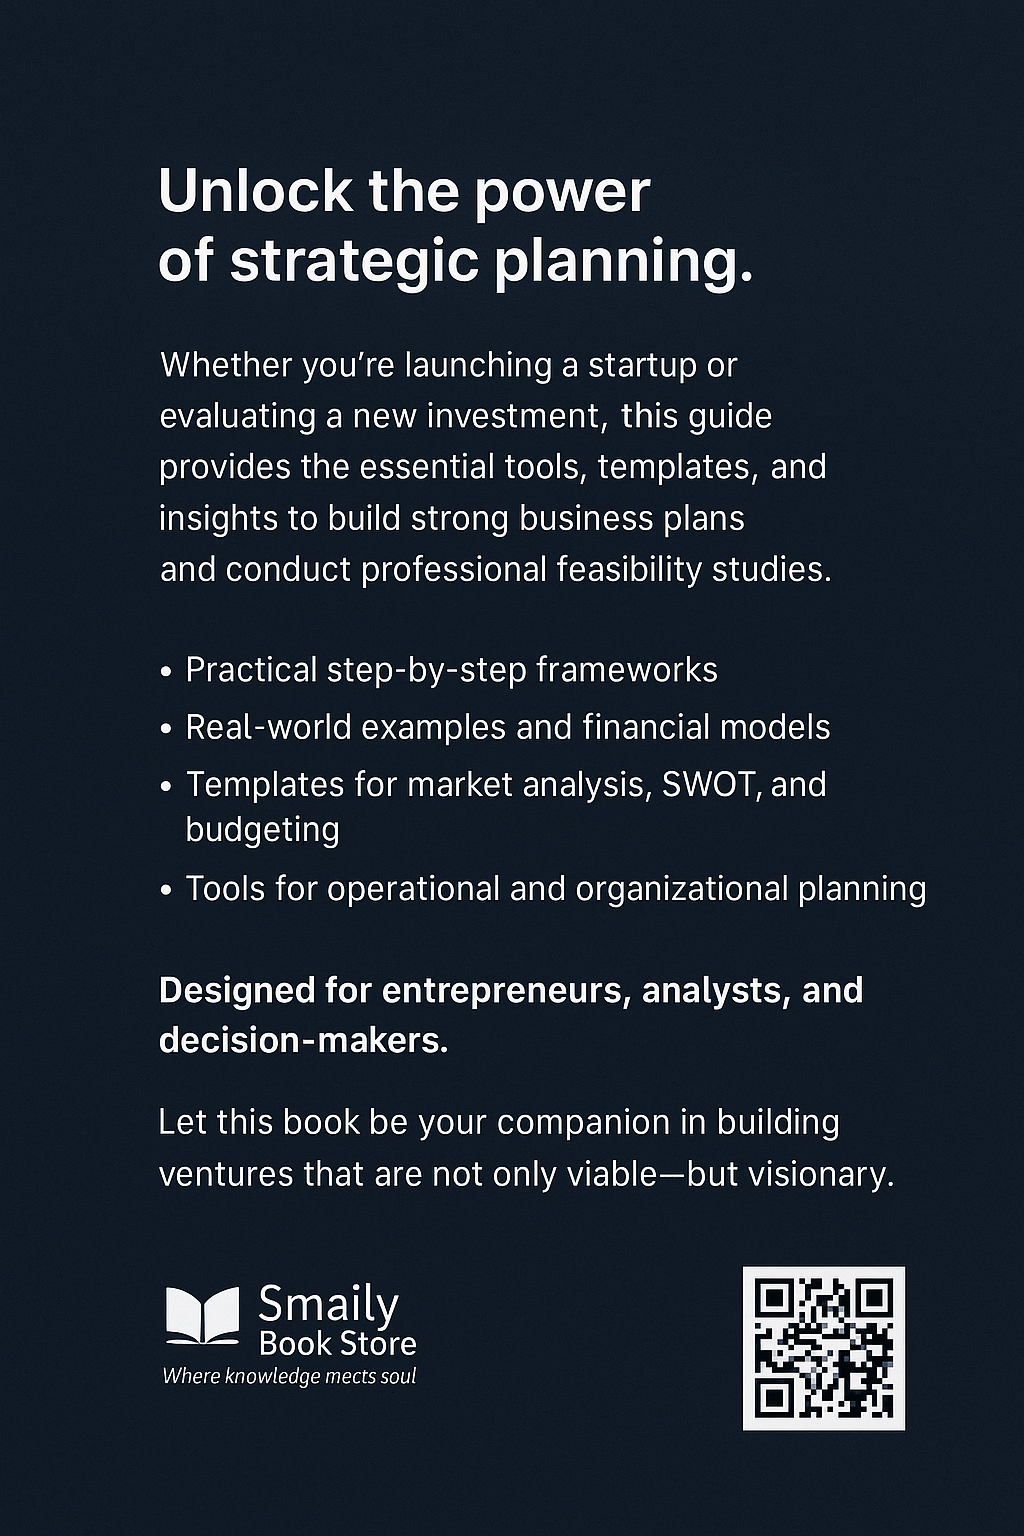 Unlock the power
of strategic planning.
Whether you’re launching a startup or
evaluating a new investment, this guide
provides the essential tools, templates, and
insights to build strong business plans
and conduct professional feasibility studies.
• Practical step-by-step frameworks
• Real-world examples and financial models
• Templates for market analysis, SWOT, and
budgeting
• Tools for operational and organizational planning
Designed for entrepreneurs, analysts, and
decision-makers.
Let this book be your companion in building
ventures that are not only viable—but visionary.
Smaily
Book Store
Where knowledge mects soul